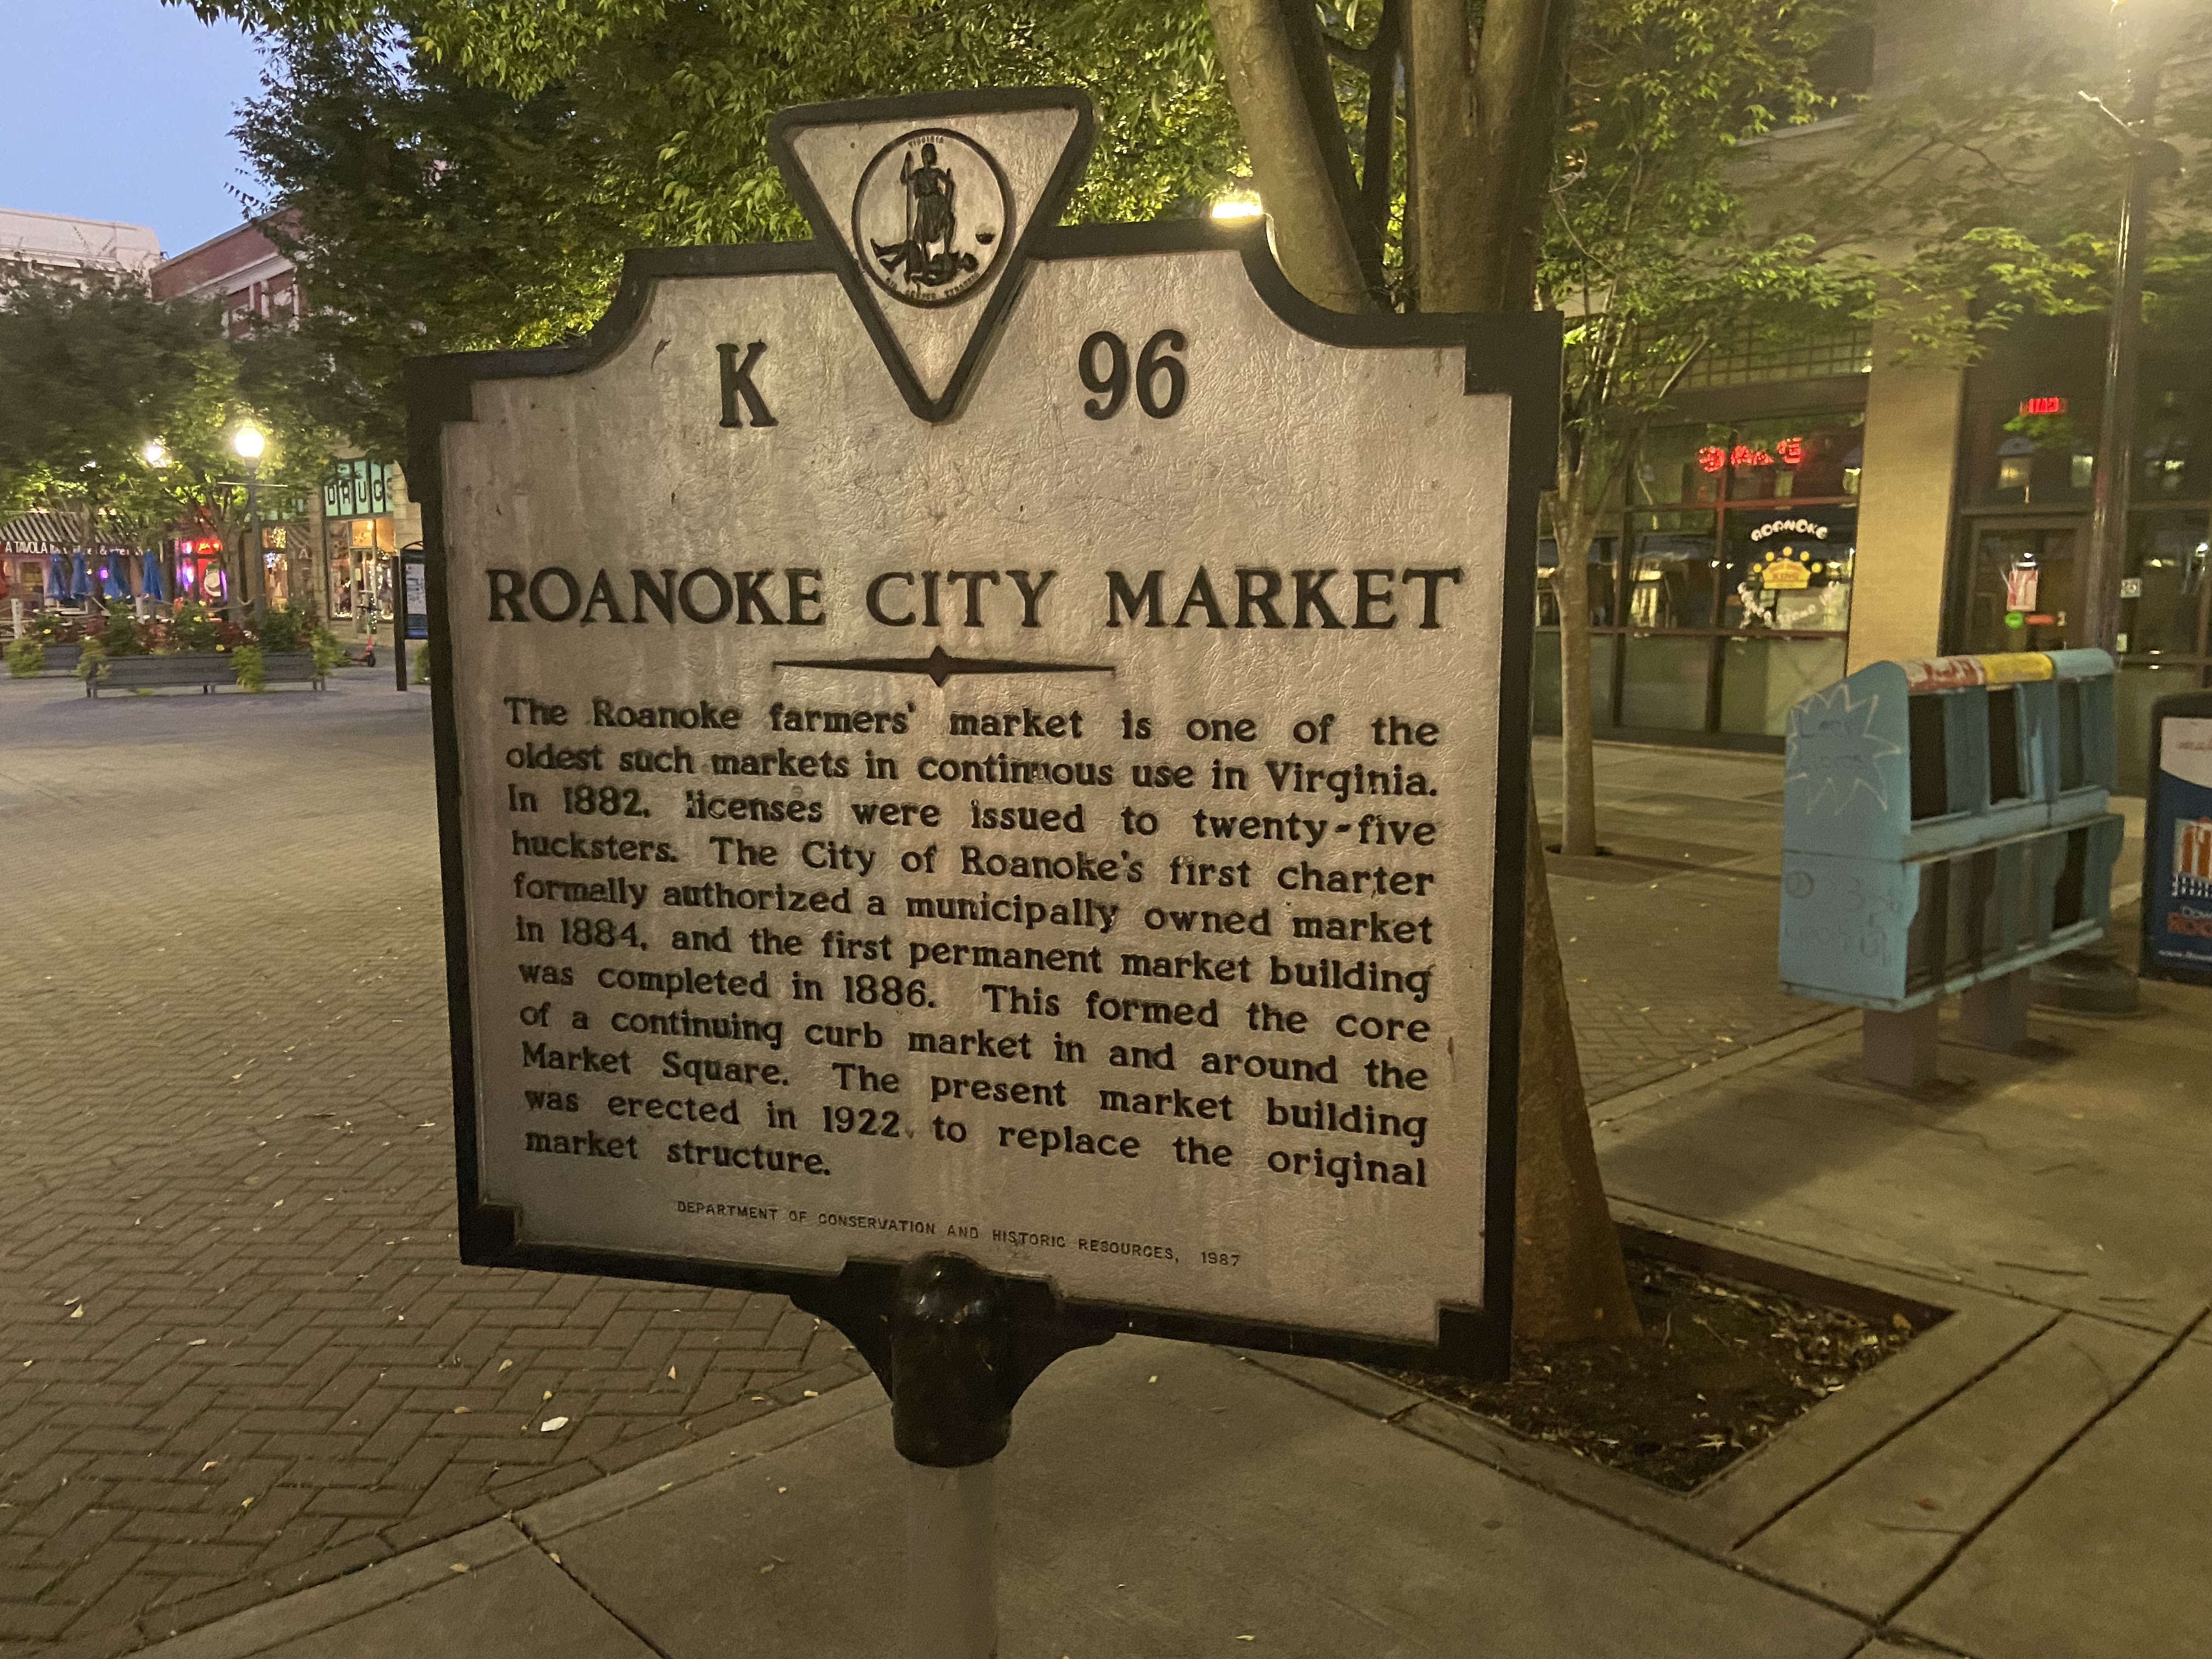 VIRGINIA
K 96
ROANOKE CITY MARKET
The Roanoke farmers' market is one of the
oldest such markets in continuous use in Virginia.
In 1882, licenses were issued to twenty-five
hucksters. The City of Roanoke's first charter
formally authorized a municipally owned market
in 1884, and the first permanent market building
was completed in 1886. This formed the core
of a continuing curb market in and around the
Market Square. The present market building
was erected in 1922 to replace the original
market structure.
DEPARTMENT OF CONSERVATION AND HISTORIC RESOURCES, 1987
DRUGS
A TAVOLA
ROANOKE